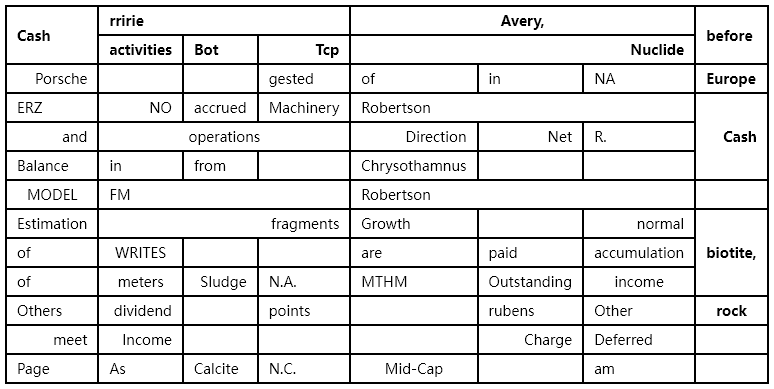 Cash rririe Avery, before
activities Bot Tcp Nuclide
Porsche gested of in NA Europe
ERZ NO accrued Machinery Robertson
and operations Direction Net R. Cash
Balance in from Chrysothamnus
MODEL FM Robertson
Estimation fragments Growth normal
of WRITES are paid accumulation biotite,
of meters Sludge N.A. MTHM Outstanding income
Others dividend points rubens Other rock
meet Income Charge Deferred
Page As Calcite N.C. Mid-Cap am